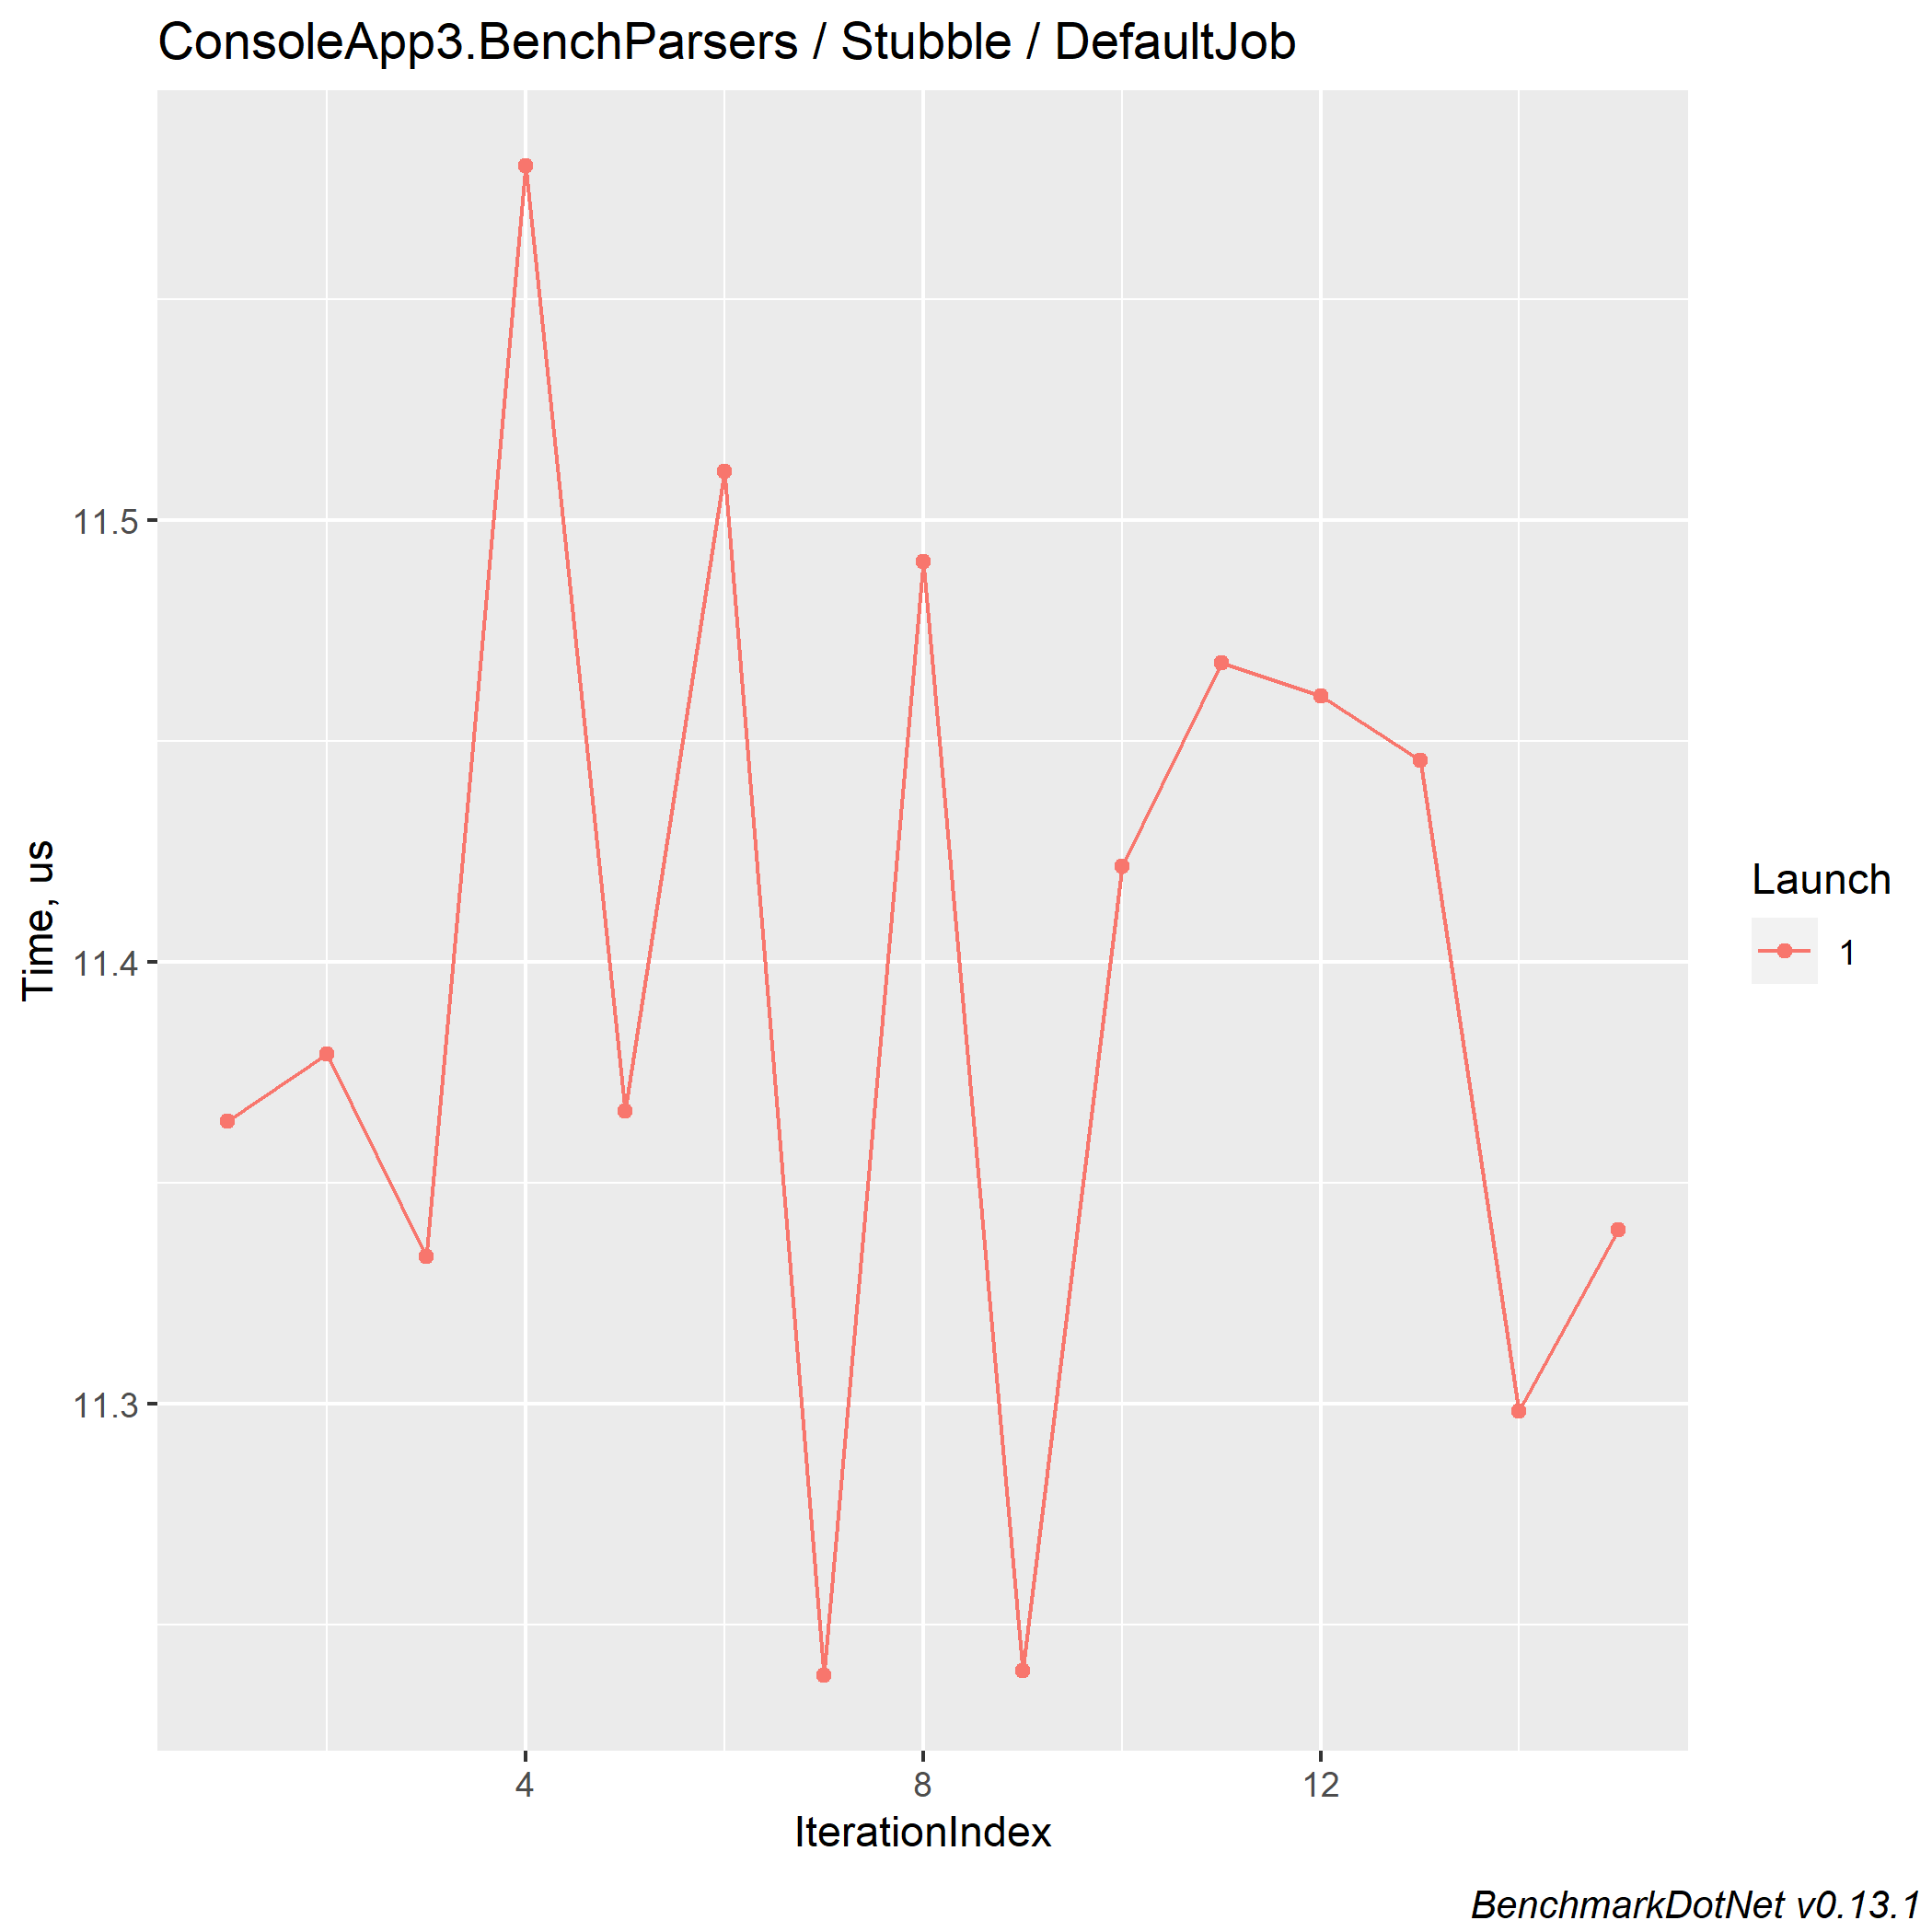 ConsoleApp3.BenchParsers / Stubble / DefaultJob
Time, us
11.5
11.4
11.3
4
8
12
IterationIndex
Launch
1
BenchmarkDotNet v0.13.1